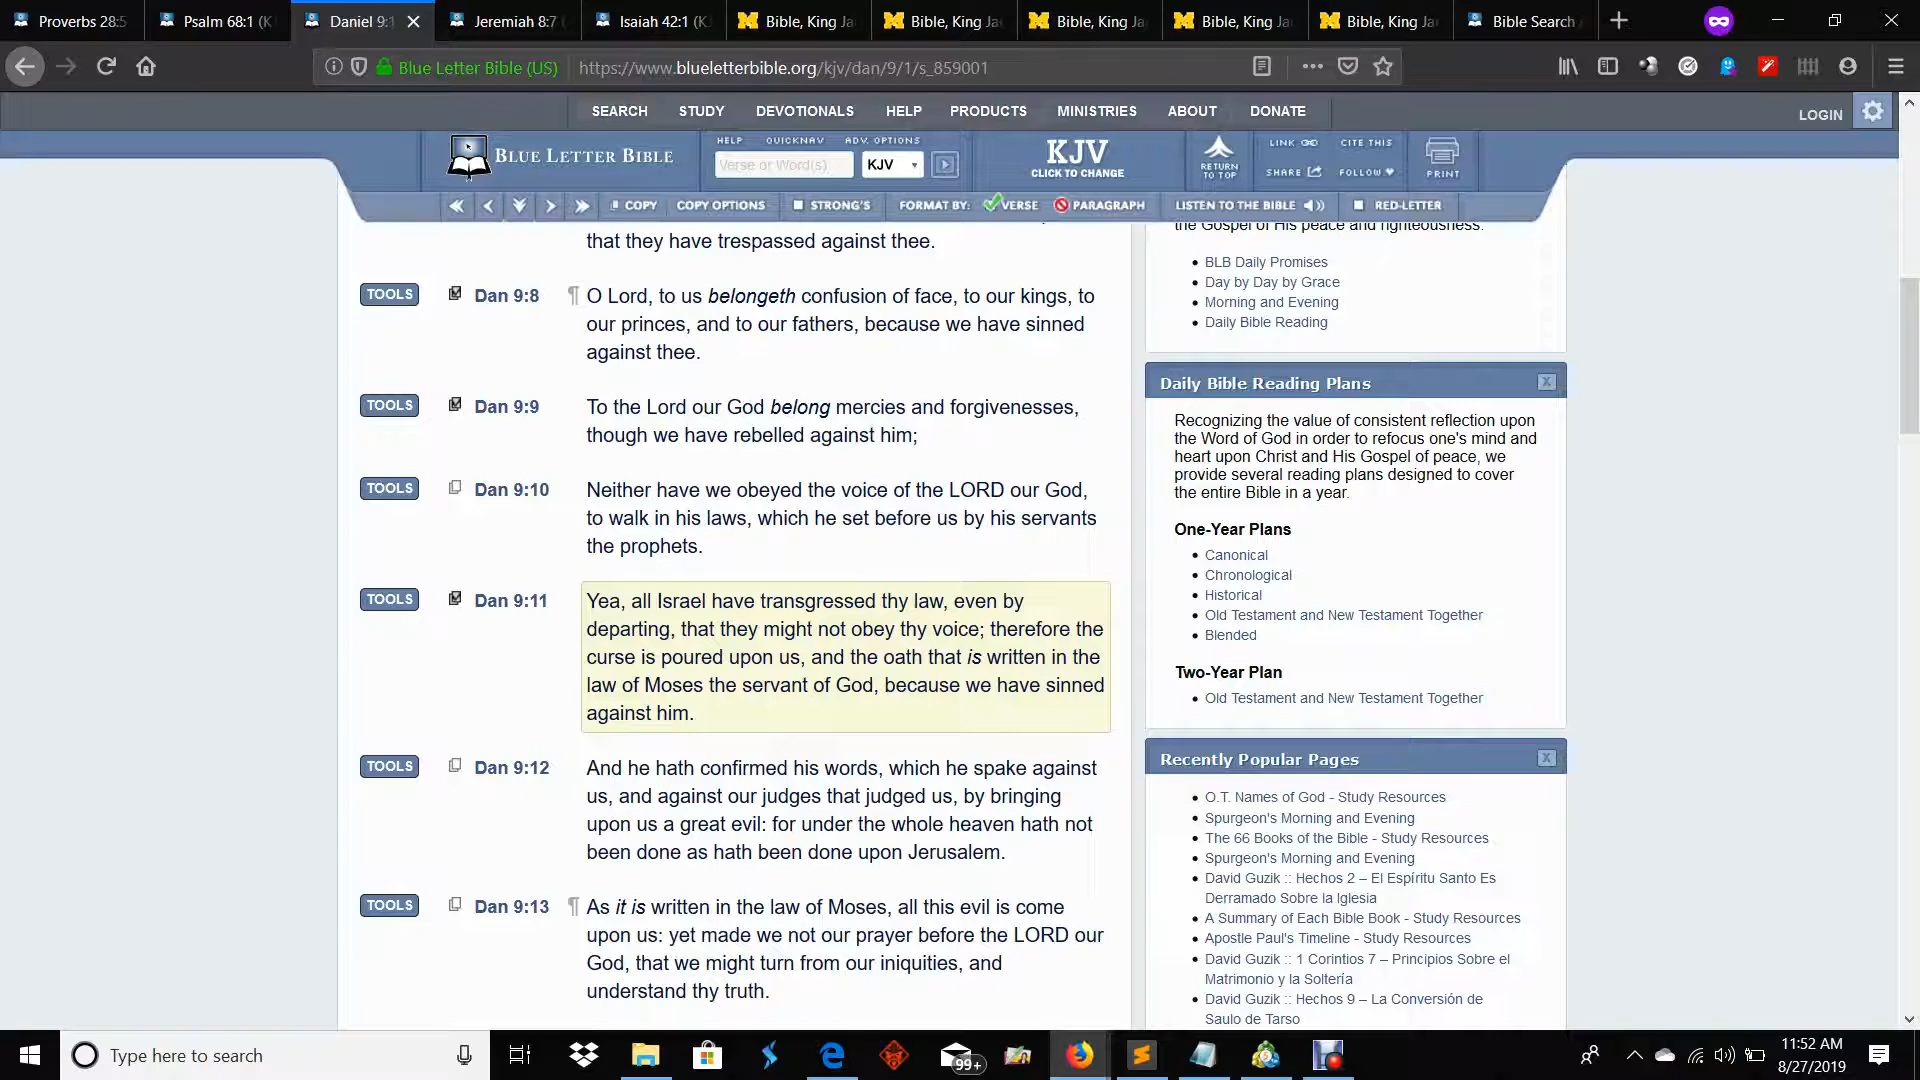 Proverbs 28:5
Psalm 68:1 (K
Daniel 9:1
Jeremiah 8:7 (
Isaiah 42:1 (K
Bible, King Ja
Bible, King Ja
Bible, King Ja
Bible, King Ja
Bible, King Ja
Bible Search
Blue Letter Bible (US)
https://www.blueletterbible.org/kjv/dan/9/1/s_859001
SEARCH STUDY DEVOTIONALS HELP PRODUCTS MINISTRIES ABOUT DONATE
LOGIN
BLUE LETTER BIBLE
HELP QUICKNAV ADV. OPTIONS
Verse or Word(s)
KJV
KJV
CLICK TO CHANGE
RETURN
TO TOP
LINK CITE THIS
SHARE FOLLOW
PRINT
COPY COPY OPTIONS STRONG'S FORMAT BY: VERSE PARAGRAPH LISTEN TO THE BIBLE RED-LETTER
that they have trespassed against thee.
TOOLS Dan 9:8 ¶ O Lord, to us belongeth confusion of face, to our kings, to
our princes, and to our fathers, because we have sinned
against thee.
TOOLS Dan 9:9 To the Lord our God belong mercies and forgivenesses,
though we have rebelled against him;
TOOLS Dan 9:10 Neither have we obeyed the voice of the LORD our God,
to walk in his laws, which he set before us by his servants
the prophets.
TOOLS Dan 9:11 Yea, all Israel have transgressed thy law, even by
departing, that they might not obey thy voice; therefore the
curse is poured upon us, and the oath that is written in the
law of Moses the servant of God, because we have sinned
against him.
TOOLS Dan 9:12 And he hath confirmed his words, which he spake against
us, and against our judges that judged us, by bringing
upon us a great evil: for under the whole heaven hath not
been done as hath been done upon Jerusalem.
TOOLS Dan 9:13 ¶ As it is written in the law of Moses, all this evil is come
upon us: yet made we not our prayer before the LORD our
God, that we might turn from our iniquities, and
understand thy truth.
the Gospel of His peace and righteousness.
BLB Daily Promises
Day by Day by Grace
Morning and Evening
Daily Bible Reading
Daily Bible Reading Plans
Recognizing the value of consistent reflection upon
the Word of God in order to refocus one's mind and
heart upon Christ and His Gospel of peace, we
provide several reading plans designed to cover
the entire Bible in a year.
One-Year Plans
Canonical
Chronological
Historical
Old Testament and New Testament Together
Blended
Two-Year Plan
Old Testament and New Testament Together
Recently Popular Pages
O.T. Names of God - Study Resources
Spurgeon's Morning and Evening
The 66 Books of the Bible - Study Resources
Spurgeon's Morning and Evening
David Guzik :: Hechos 2 – El Espíritu Santo Es
Derramado Sobre la Iglesia
A Summary of Each Bible Book - Study Resources
Apostle Paul's Timeline - Study Resources
David Guzik :: 1 Corintios 7 – Principios Sobre el
Matrimonio y la Soltería
David Guzik :: Hechos 9 – La Conversión de
Saulo de Tarso
Type here to search
99+
11:52 AM
8/27/2019